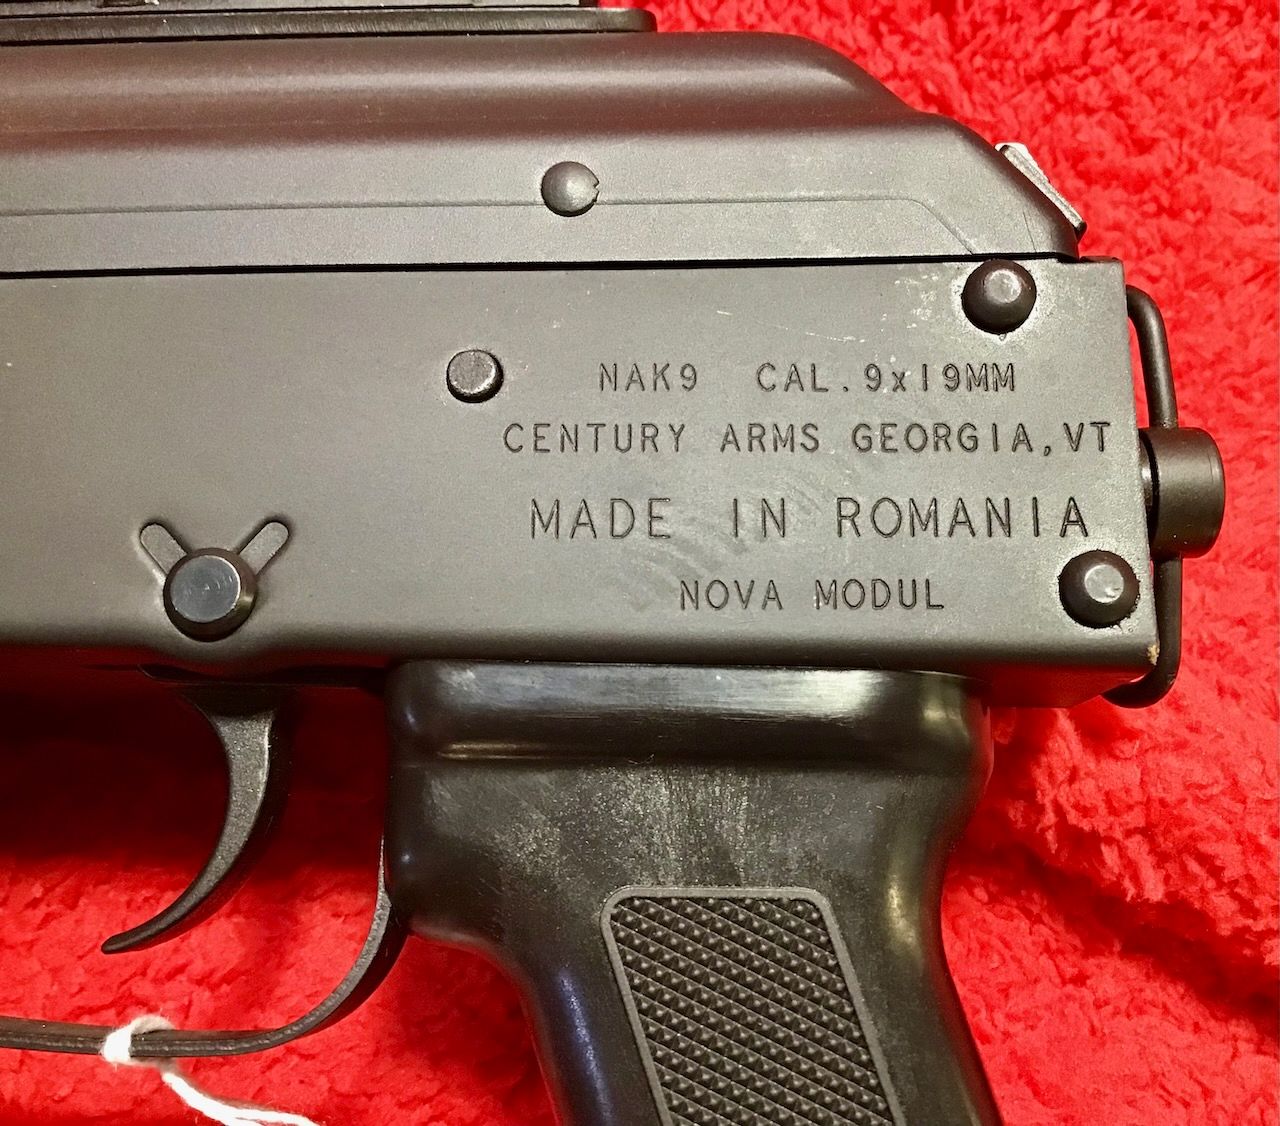 NAK9 CAL.9x19MM
CENTURY ARMS GEORGIA,VT
MADE IN ROMANIA
NOVA MODUL